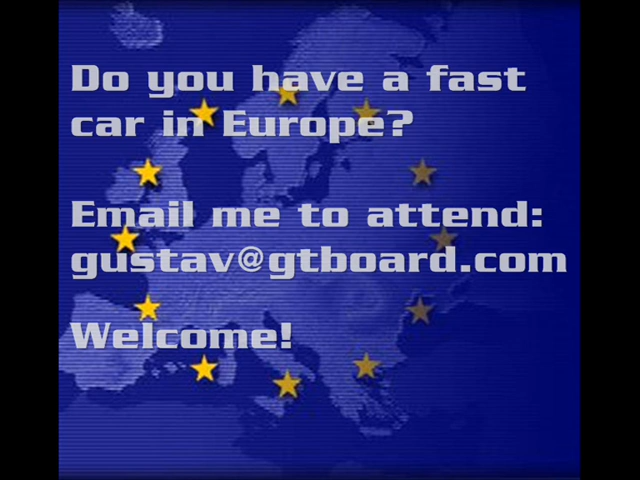 Do you have a fast
car in Europe?
Email me to attend:
gustav@gtboard.com
Welcome!